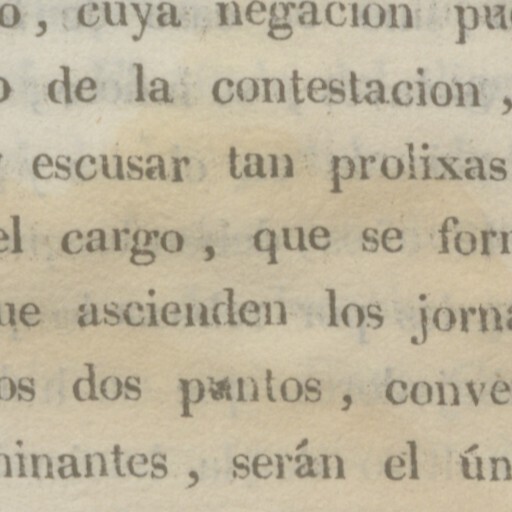 o, cuya negacion pu
o de la contestacion,
escusar tan prolixas
el cargo, que se for
ue ascienden los jorna
os dos puntos, conve
ninantes, serán el ún